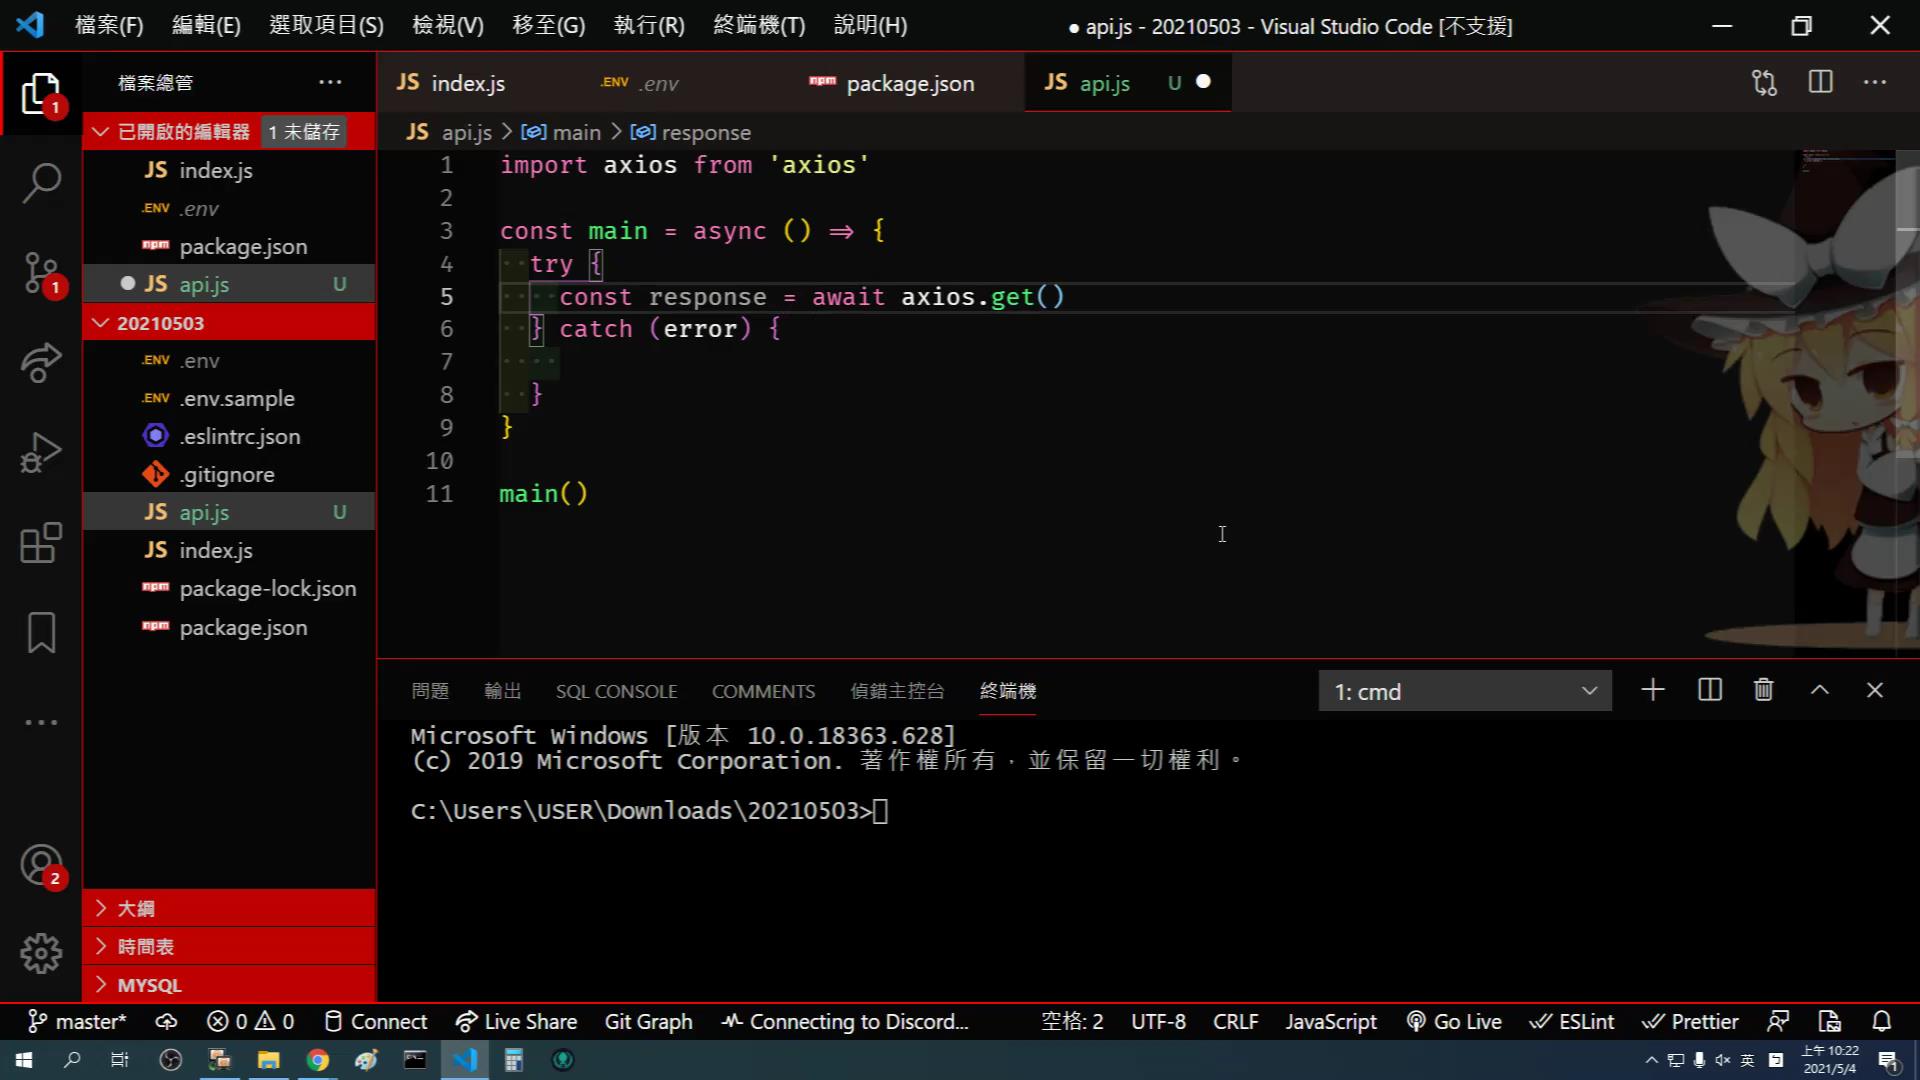 檔案(F) 編輯(E) 選取項目(S) 檢視(V) 移至(G) 執行(R) 終端機(T) 說明(H) ● api.js - 20210503 - Visual Studio Code [不支援]
檔案總管 ···
JS index.js .ENV .env npm package.json JS api.js U
已開啟的編輯器 1 未儲存
JS api.js > main > response
JS index.js
.ENV .env
npm package.json
JS api.js U
20210503
.ENV .env
.ENV .env.sample
.eslintrc.json
.gitignore
JS api.js U
JS index.js
npm package-lock.json
npm package.json
大綱
時間表
MYSQL
1
1
2
1 import axios from 'axios'
2
3 const main = async () => {
4 try {
5 const response = await axios.get()
6 } catch (error) {
7
8 }
9 }
10
11 main()
問題 輸出 SQL CONSOLE COMMENTS 偵錯主控台 終端機 1: cmd
Microsoft Windows [版本 10.0.18363.628]
(c) 2019 Microsoft Corporation. 著作權所有，並保留一切權利。
C:\Users\USER\Downloads\20210503>
master* 0 0 Connect Live Share Git Graph Connecting to Discord... 空格: 2 UTF-8 CRLF JavaScript Go Live ESLint Prettier
英 上午 10:22
2021/5/4 1